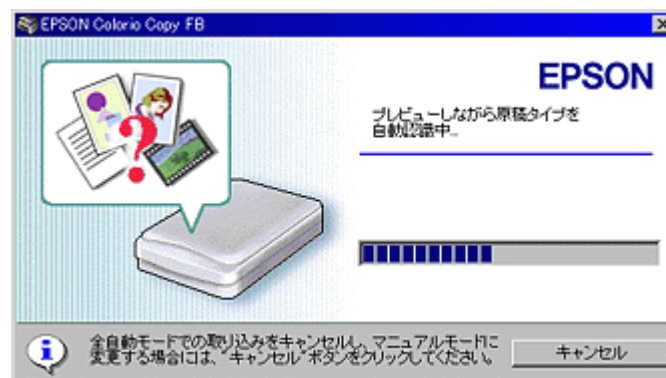 EPSON Colorio Copy FB
EPSON
プレビューしながら原稿タイプを
自動認識中...
全自動モードでの取り込みをキャンセルし、マニュアルモードに
変更する場合には、"キャンセル"ボタンをクリックしてください。
キャンセル